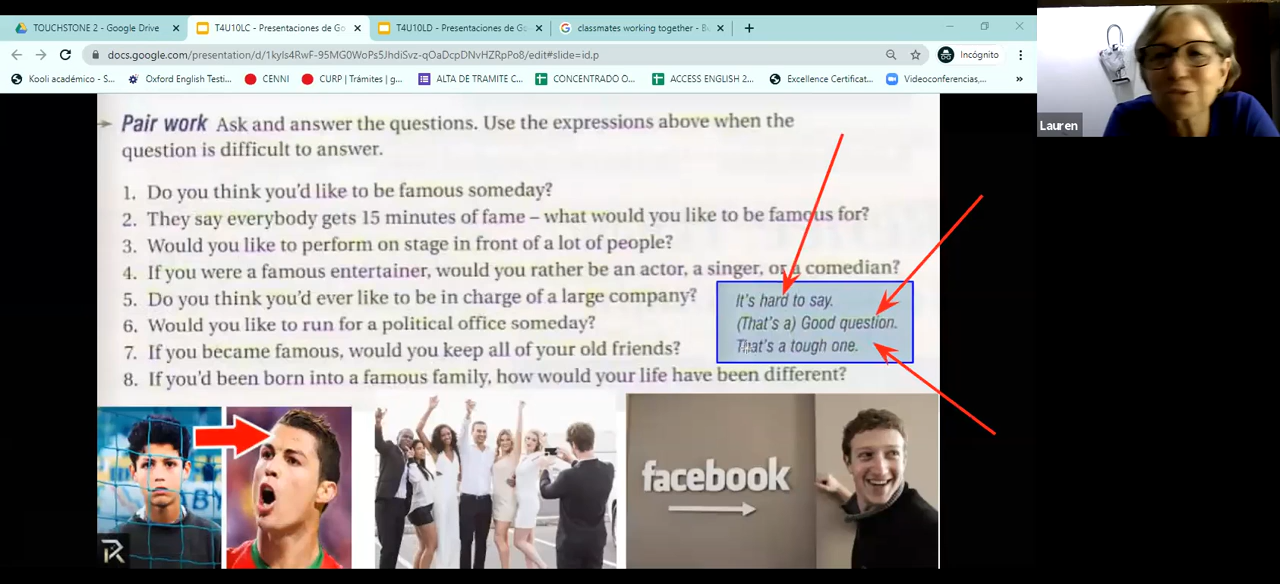 TOUCHSTONE 2 - Google Drive
T4U10LC - Presentaciones de Go
T4U10LD - Presentaciones de Go
classmates working together - Bu
docs.google.com/presentation/d/1kyIs4RwF-95MG0WoPs5JhdiSvz-qOaDcpDNvHZRpPo8/edit#slide=id.p
Incógnito
Kooli académico - S...
Oxford English Testi...
CENNI
CURP | Trámites | g...
ALTA DE TRAMITE C...
CONCENTRADO O...
ACCESS ENGLISH 2...
Excellence Certificat...
Videoconferencias,...
»
Lauren
Pair work Ask and answer the questions. Use the expressions above when the
question is difficult to answer.
1. Do you think you'd like to be famous someday?
2. They say everybody gets 15 minutes of fame – what would you like to be famous for?
3. Would you like to perform on stage in front of a lot of people?
4. If you were a famous entertainer, would you rather be an actor, a singer, or a comedian?
5. Do you think you'd ever like to be in charge of a large company?
6. Would you like to run for a political office someday?
7. If you became famous, would you keep all of your old friends?
8. If you'd been born into a famous family, how would your life have been different?
It's hard to say.
(That's a) Good question.
That's a tough one.
facebook